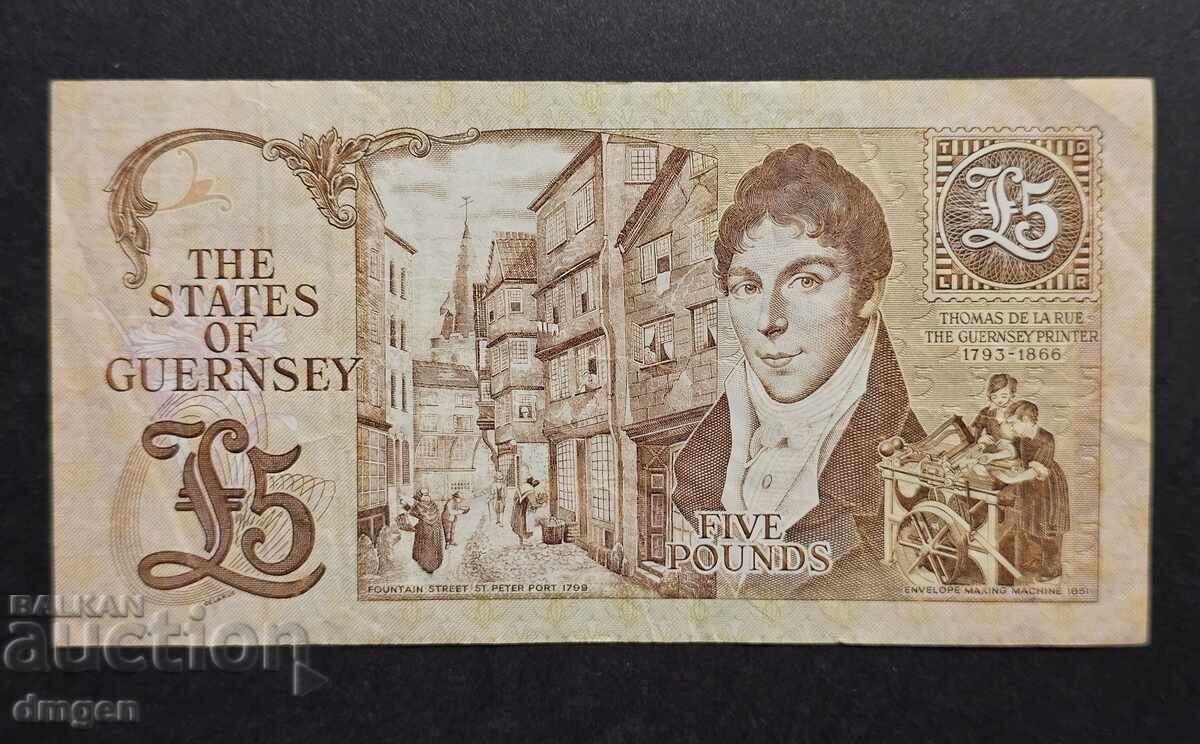 THE
STATES
OF
GUERNSEY
£5
FOUNTAIN STREET ST. PETER PORT 1799
FIVE
POUNDS
T D
£5
L R
THOMAS DE LA RUE
THE GUERNSEY PRINTER
1793-1866
ENVELOPE MAKING MACHINE 1851
BALKAN
auction
dmgen